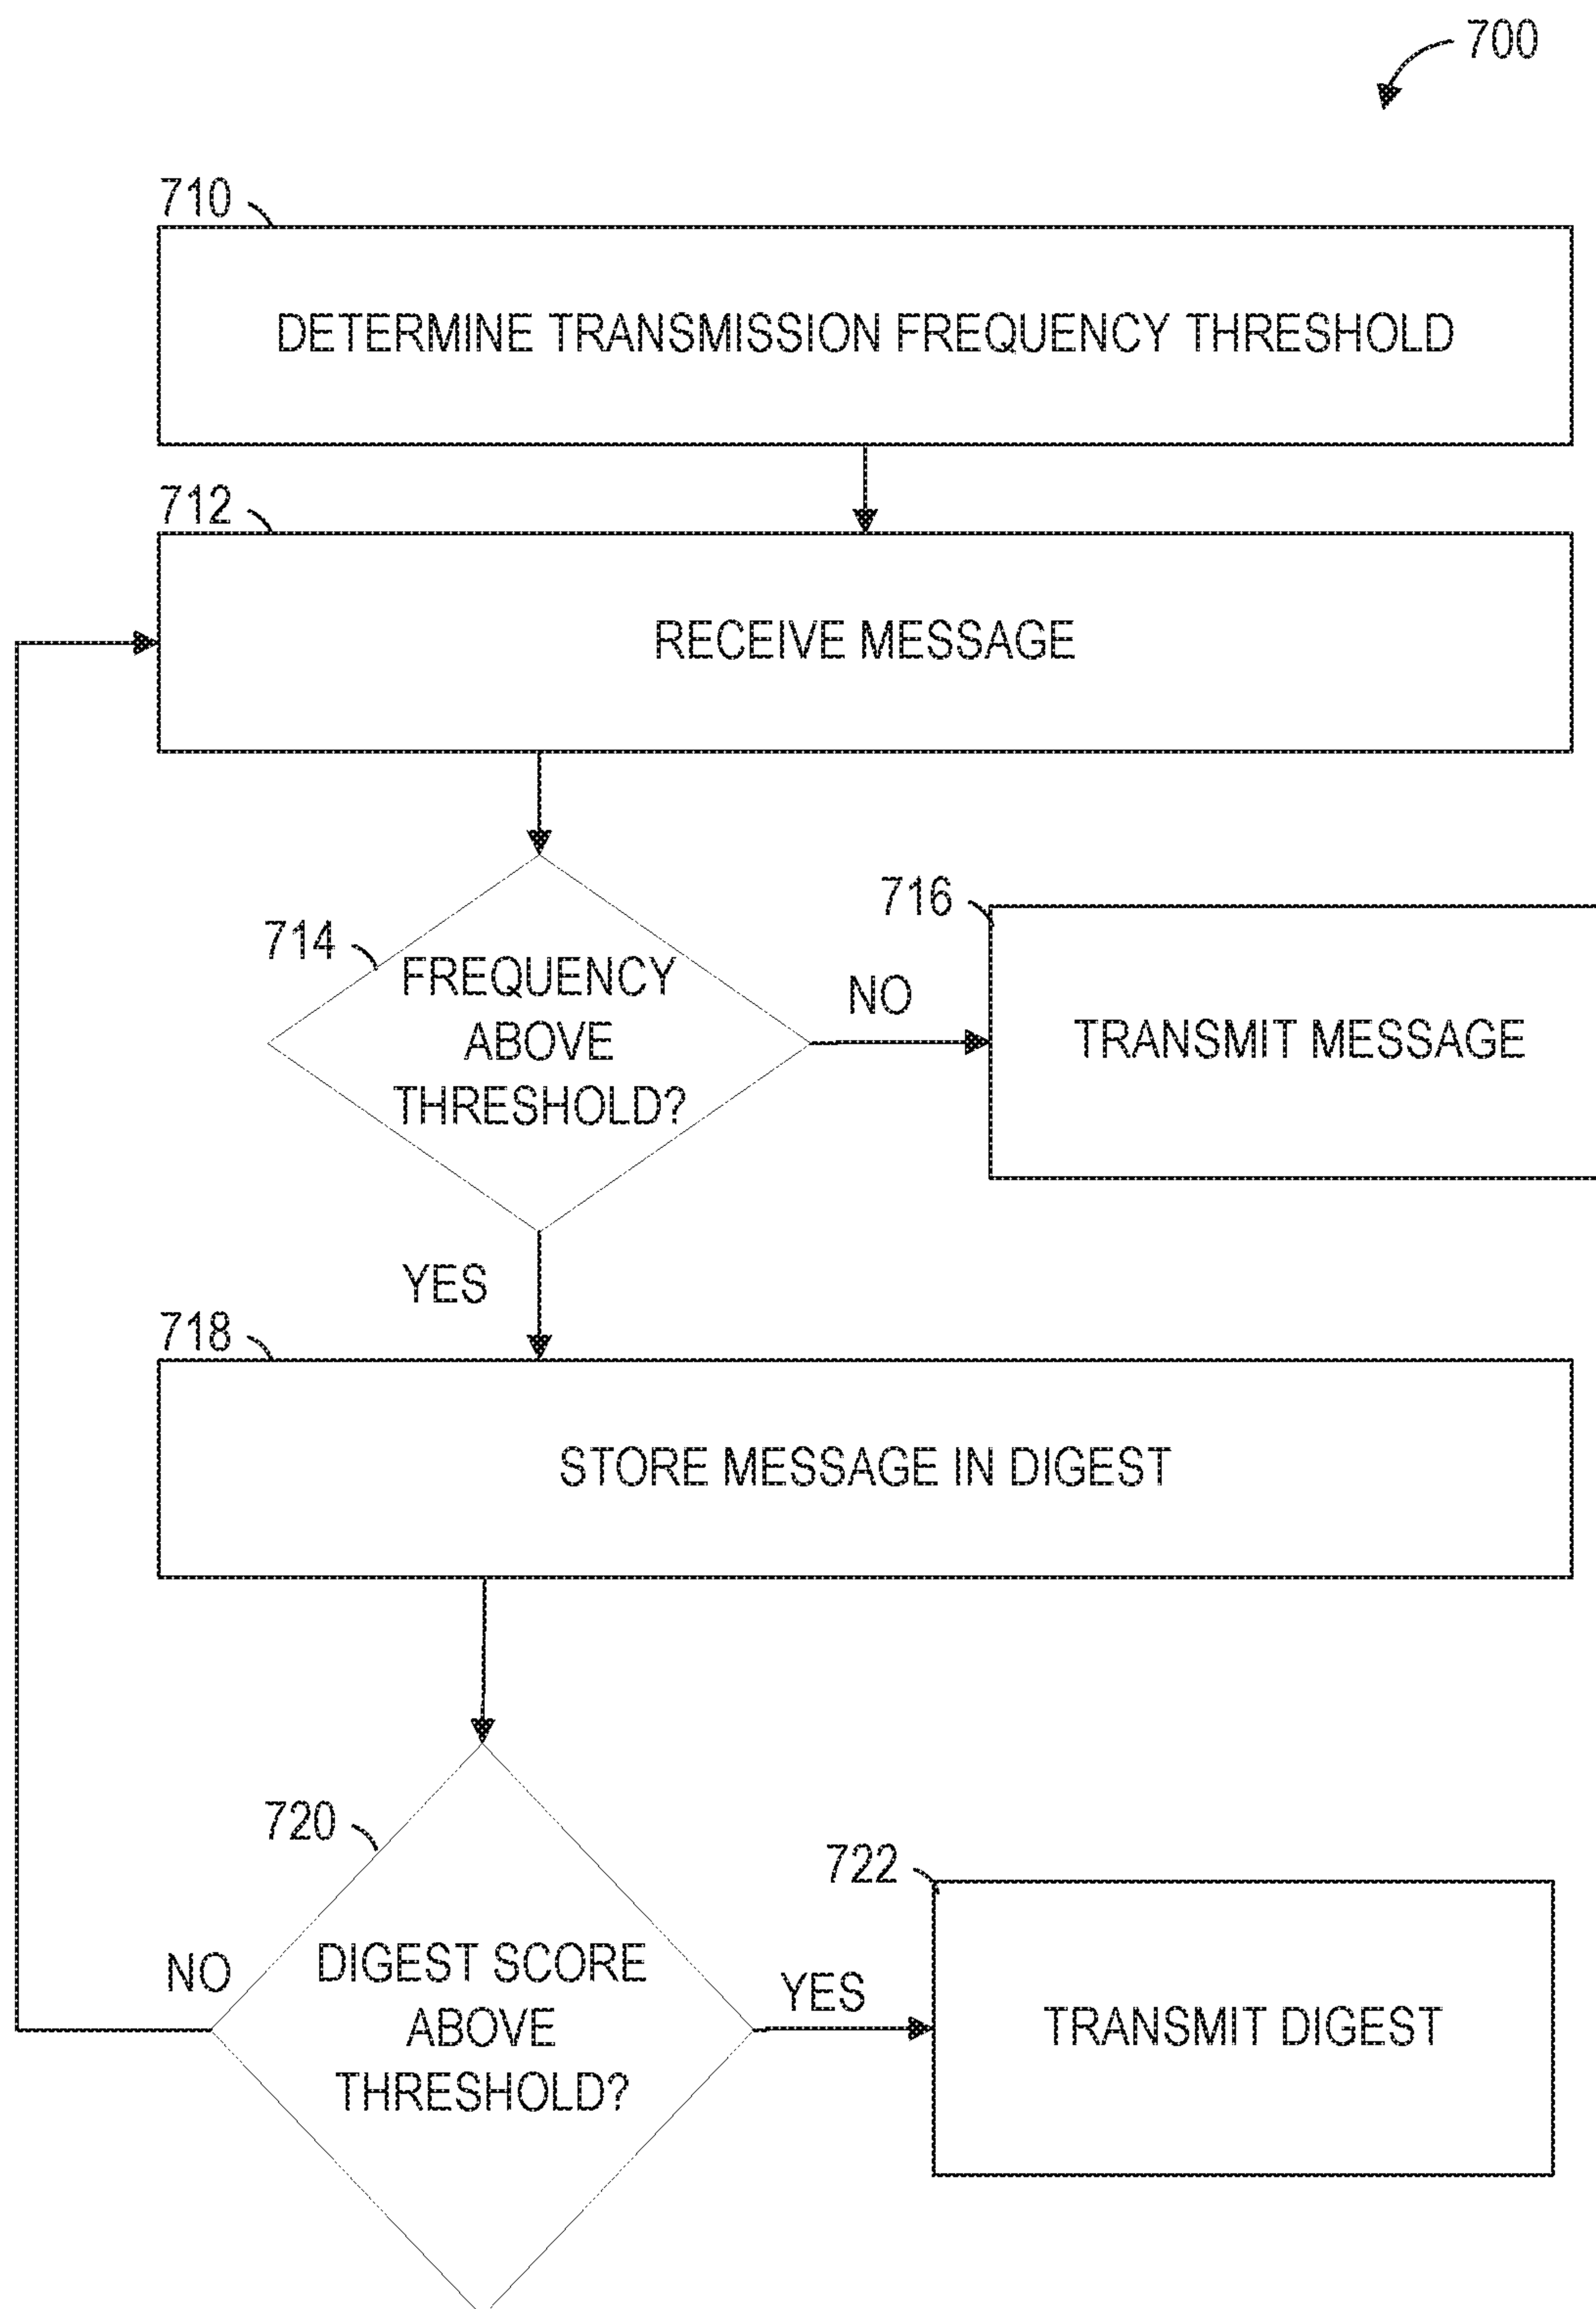 700
710
DETERMINE TRANSMISSION FREQUENCY THRESHOLD
712
RECEIVE MESSAGE
714
FREQUENCY
ABOVE
THRESHOLD?
NO
716
TRANSMIT MESSAGE
YES
718
STORE MESSAGE IN DIGEST
720
DIGEST SCORE
ABOVE
THRESHOLD?
NO
YES
722
TRANSMIT DIGEST